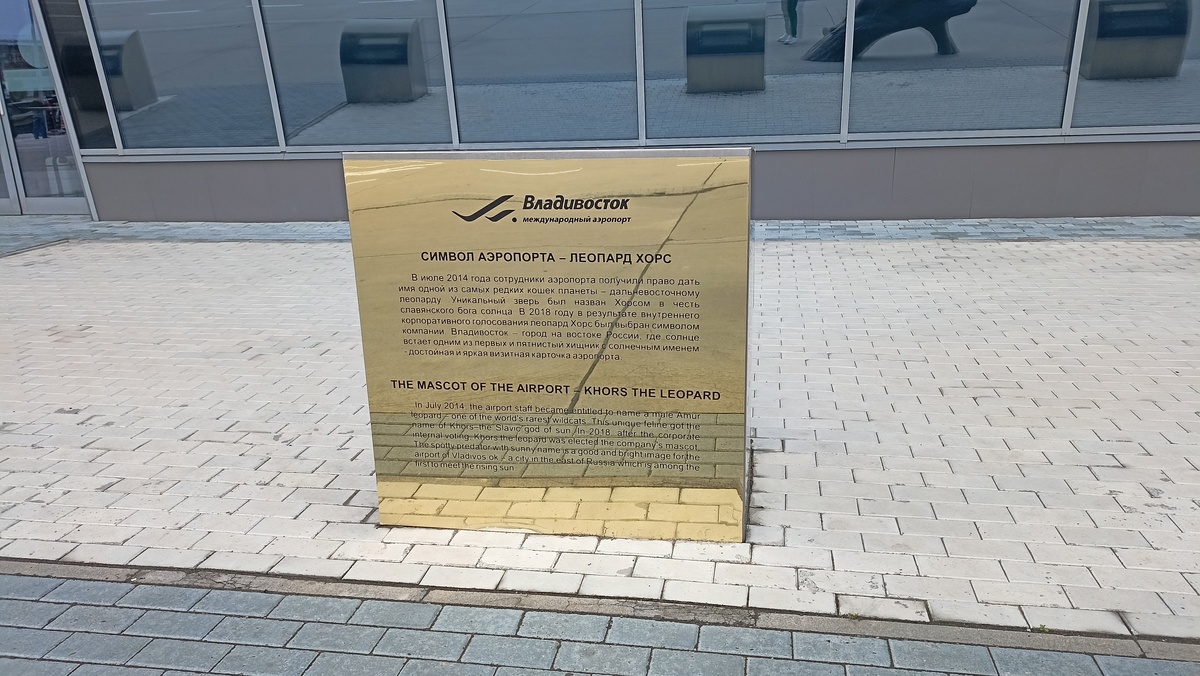 Владивосток
международный аэропорт
СИМВОЛ АЭРОПОРТА – ЛЕОПАРД ХОРС
В июле 2014 года сотрудники аэропорта получили право дать
имя одной из самых редких кошек планеты – дальневосточному
леопарду. Уникальный зверь был назван Хорсом в честь
славянского бога солнца. В 2018 году в результате внутреннего
корпоративного голосования леопард Хорс был выбран символом
компании. Владивосток – город на востоке России, где солнце
встает одним из первых и пятнистый хищник с солнечным именем
- достойная и яркая визитная карточка аэропорта.
THE MASCOT OF THE AIRPORT – KHORS THE LEOPARD
In July 2014, the airport staff became entitled to name a male Amur
leopard – one of the world's rarest wildcats. This unique feline got the
name of Khors–the Slavic god of sun. In 2018, after the corporate
internal voting, Khors the leopard was elected the company's mascot.
The spotty predator with sunny name is a good and bright image for the
airport of Vladivos ok – a city in the east of Russia which is among the
first to meet the rising sun.